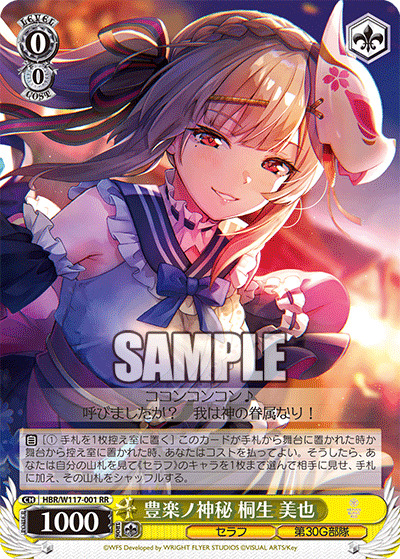 LEVEL
0
0
COST
SAMPLE
ココンコンコン♪
呼びましたか？　我は神の眷属なり！
自【① 手札を1枚控え室に置く】このカードが手札から舞台に置かれた時か
舞台から控え室に置かれた時、あなたはコストを払ってよい。そうしたら、あ
なたは自分の山札を見て《セラフ》のキャラを1枚まで選んで相手に見せ、手札
に加え、その山札をシャッフルする。
CH HBR/W117-001 RR
POWER
1000
豊楽ノ神秘 桐生 美也
セラフ
第30G部隊
©WFS Developed by WRIGHT FLYER STUDIOS ©VISUAL ARTS/Key